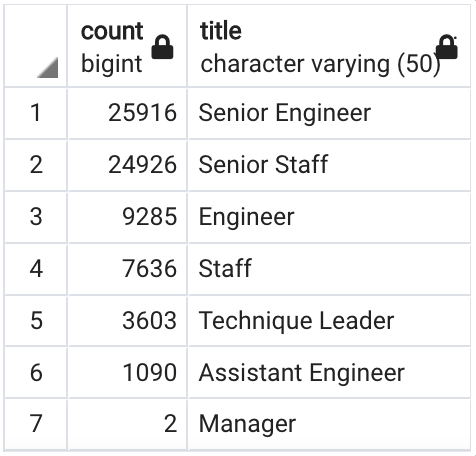 count title
bigint character varying (50)
1 25916 Senior Engineer
2 24926 Senior Staff
3 9285 Engineer
4 7636 Staff
5 3603 Technique Leader
6 1090 Assistant Engineer
7 2 Manager